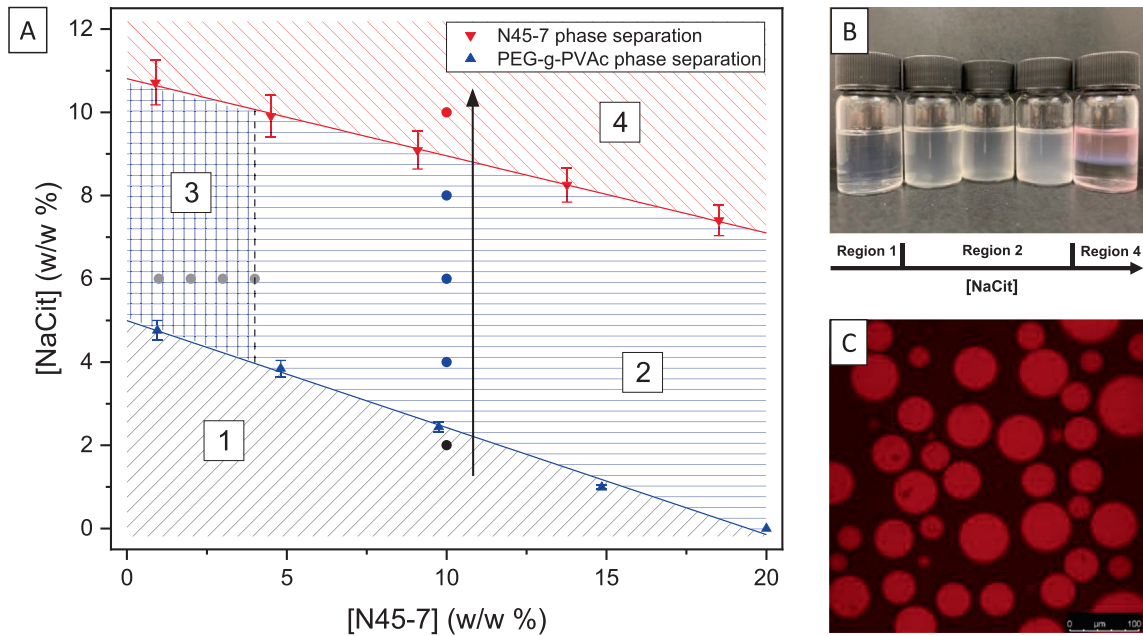 A
N45-7 phase separation
PEG-g-PVAc phase separation
[NaCit] (w/w %)
12
10
8
6
4
2
0
4
3
2
1
0
5
10
15
20
[N45-7] (w/w %)
B
Region 1
Region 2
Region 4
[NaCit]
C
0 µm 100